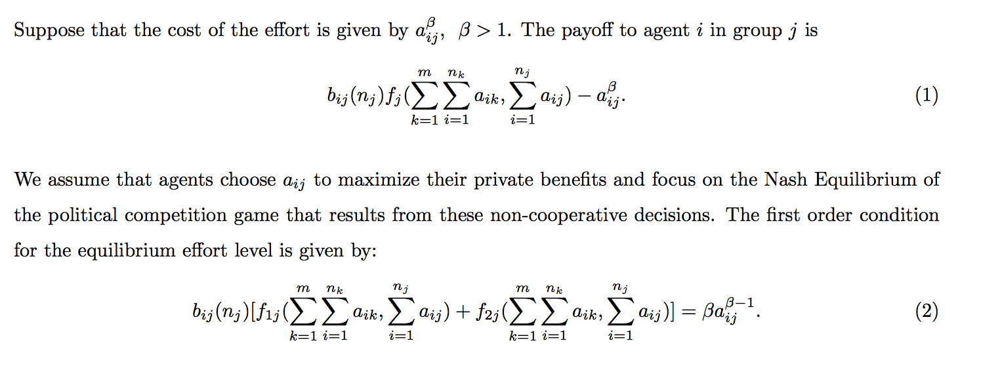 Suppose that the cost of the effort is given by $a_{ij}^{\beta}$, $\beta > 1$. The payoff to agent $i$ in group $j$ is
$b_{ij}(n_j)f_j(\sum_{k=1}^{m}\sum_{i=1}^{n_k} a_{ik}, \sum_{i=1}^{n_j} a_{ij}) - a_{ij}^{\beta}.$ (1)
We assume that agents choose $a_{ij}$ to maximize their private benefits and focus on the Nash Equilibrium of
the political competition game that results from these non-cooperative decisions. The first order condition
for the equilibrium effort level is given by:
$b_{ij}(n_j)[f_{1j}(\sum_{k=1}^{m}\sum_{i=1}^{n_k} a_{ik}, \sum_{i=1}^{n_j} a_{ij}) + f_{2j}(\sum_{k=1}^{m}\sum_{i=1}^{n_k} a_{ik}, \sum_{i=1}^{n_j} a_{ij})] = \beta a_{ij}^{\beta-1}.$ (2)